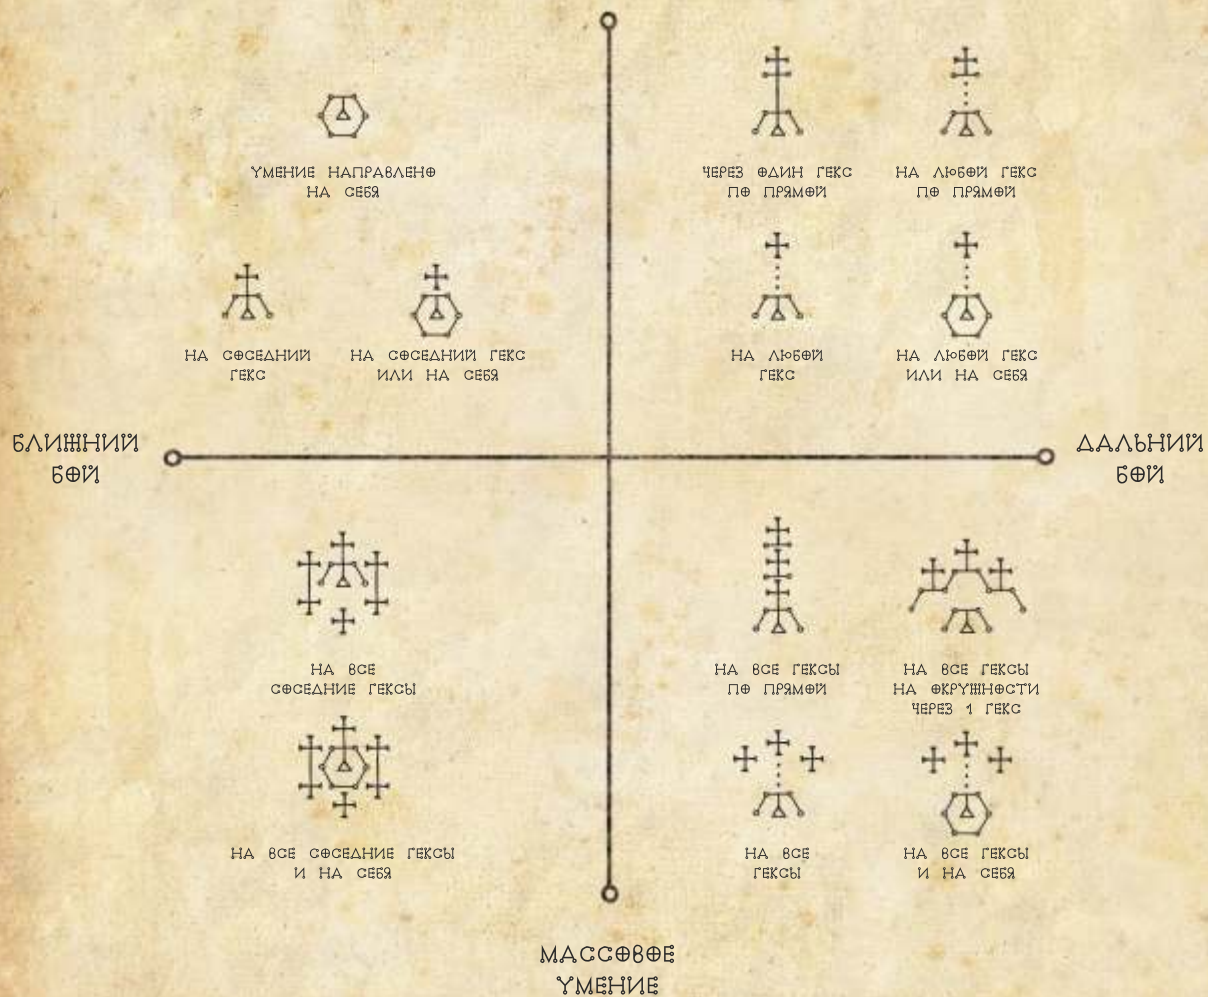 УМЕНИЕ НАПРАВЛЕНО
НА СЕБЯ
ЧЕРЕЗ ОДИН ГЕКС
ПО ПРЯМОЙ
НА ЛЮБОЙ ГЕКС
ПО ПРЯМОЙ
НА СОСЕДНИЙ
ГЕКС
НА СОСЕДНИЙ ГЕКС
ИЛИ НА СЕБЯ
НА ЛЮБОЙ
ГЕКС
НА ЛЮБОЙ ГЕКС
ИЛИ НА СЕБЯ
БЛИЖНИЙ
БОЙ
ДАЛЬНИЙ
БОЙ
НА ВСЕ
СОСЕДНИЕ ГЕКСЫ
НА ВСЕ ГЕКСЫ
ПО ПРЯМОЙ
НА ВСЕ ГЕКСЫ
НА ОКРУЖНОСТИ
ЧЕРЕЗ 1 ГЕКС
НА ВСЕ СОСЕДНИЕ ГЕКСЫ
И НА СЕБЯ
НА ВСЕ
ГЕКСЫ
НА ВСЕ ГЕКСЫ
И НА СЕБЯ
МАССОВОЕ
УМЕНИЕ